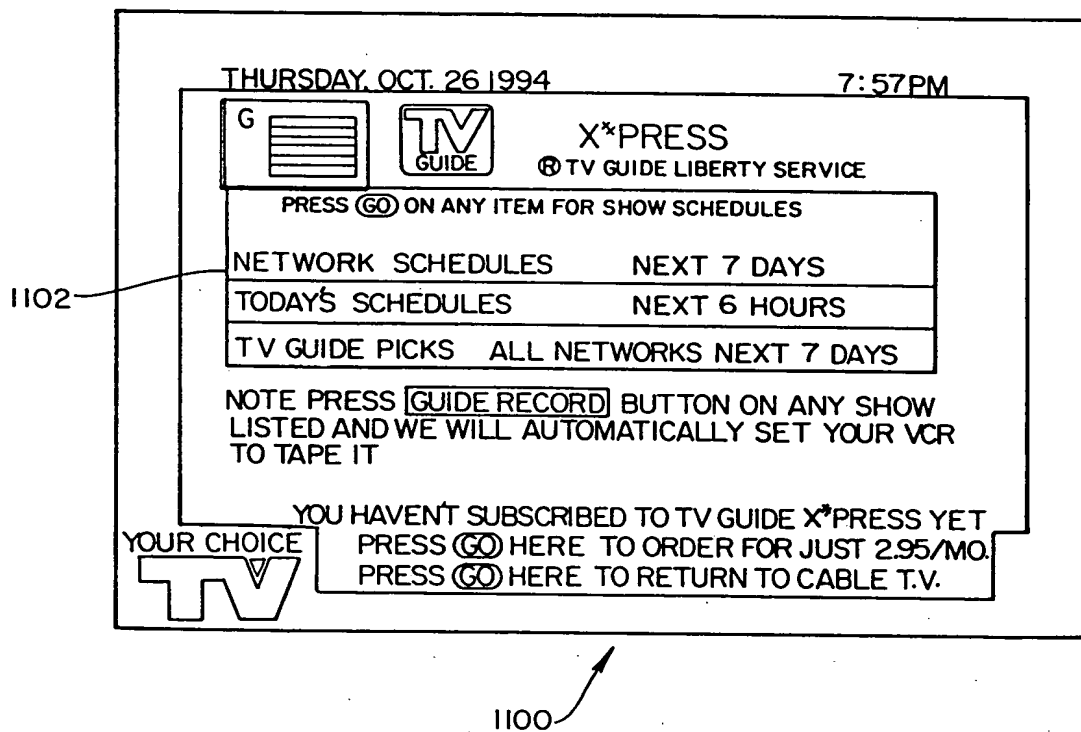 THURSDAY, OCT. 26 1994 7:57PM
G
TV GUIDE
X*PRESS
® TV GUIDE LIBERTY SERVICE
PRESS GO ON ANY ITEM FOR SHOW SCHEDULES
NETWORK SCHEDULES NEXT 7 DAYS
1102
TODAY'S SCHEDULES NEXT 6 HOURS
TV GUIDE PICKS ALL NETWORKS NEXT 7 DAYS
NOTE PRESS GUIDE RECORD BUTTON ON ANY SHOW
LISTED AND WE WILL AUTOMATICALLY SET YOUR VCR
TO TAPE IT
YOU HAVEN'T SUBSCRIBED TO TV GUIDE X*PRESS YET
PRESS GO HERE TO ORDER FOR JUST 2.95/MO.
PRESS GO HERE TO RETURN TO CABLE T.V.
YOUR CHOICE
TV
1100